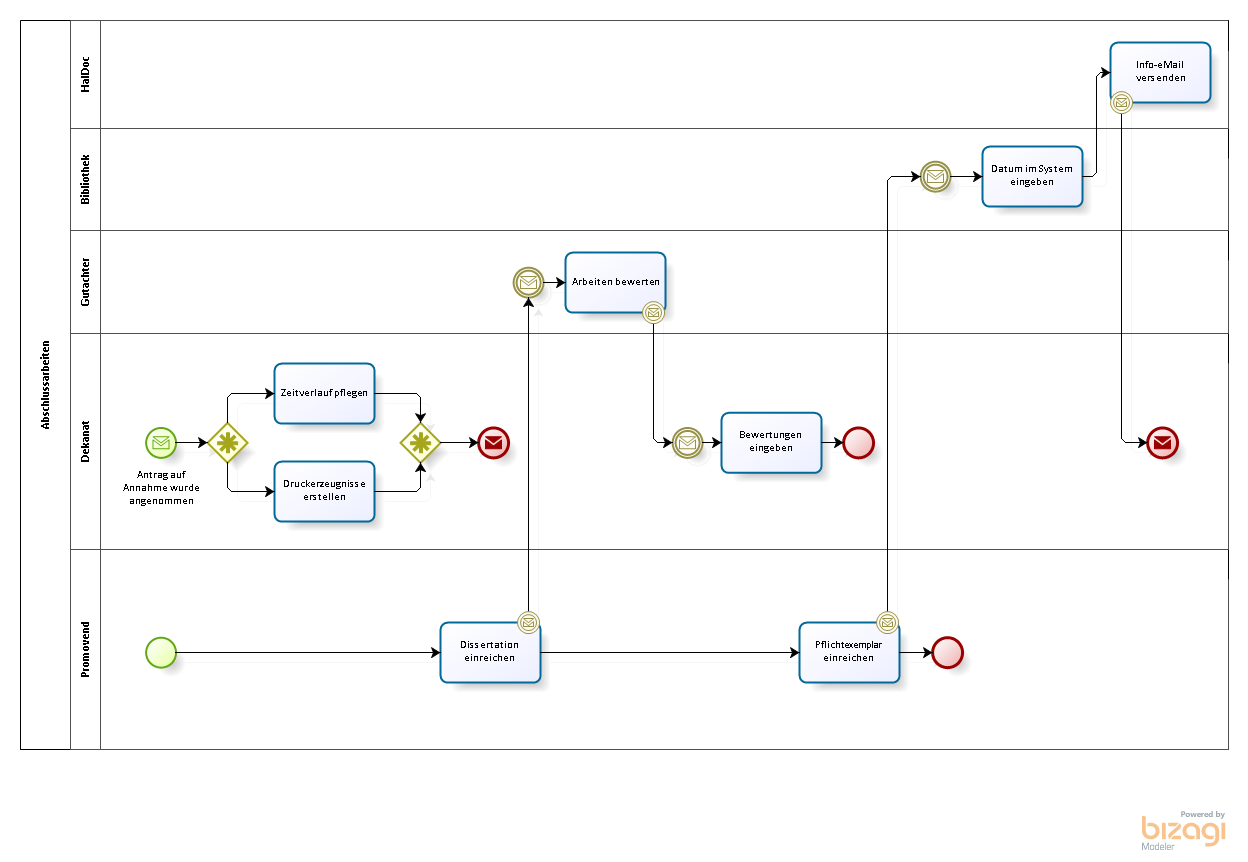 Abschlussarbeiten
HalDoc
Info-eMail
versenden
Bibliothek
Datum im System
eingeben
Gutachter
Arbeiten bewerten
Dekanat
Antrag auf
Annahme wurde
angenommen
Zeitverlauf pflegen
Druckerzeugnisse
erstellen
Bewertungen
eingeben
Promovend
Dissertation
einreichen
Pflichtexemplar
einreichen
Powered by
bizagi
Modeler